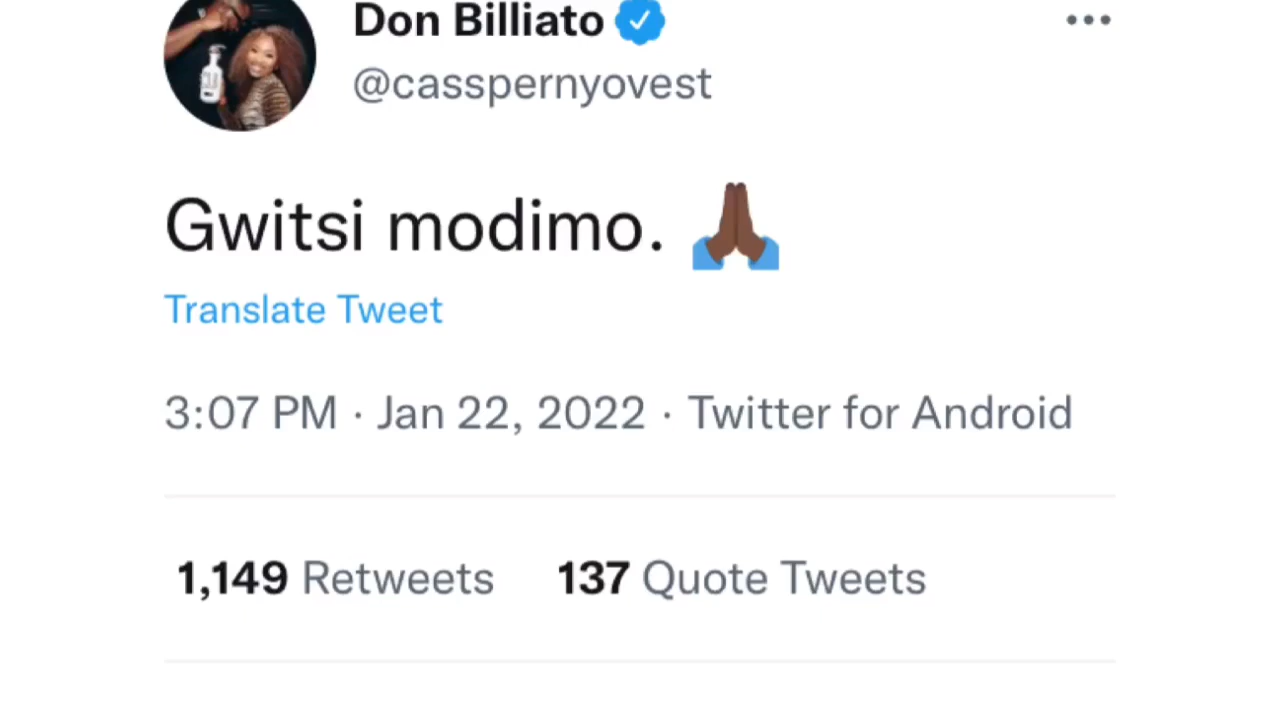 Don Billiato
@casspernyovest
Gwitsi modimo. 🙏🏿
Translate Tweet
3:07 PM · Jan 22, 2022 · Twitter for Android
1,149 Retweets 137 Quote Tweets